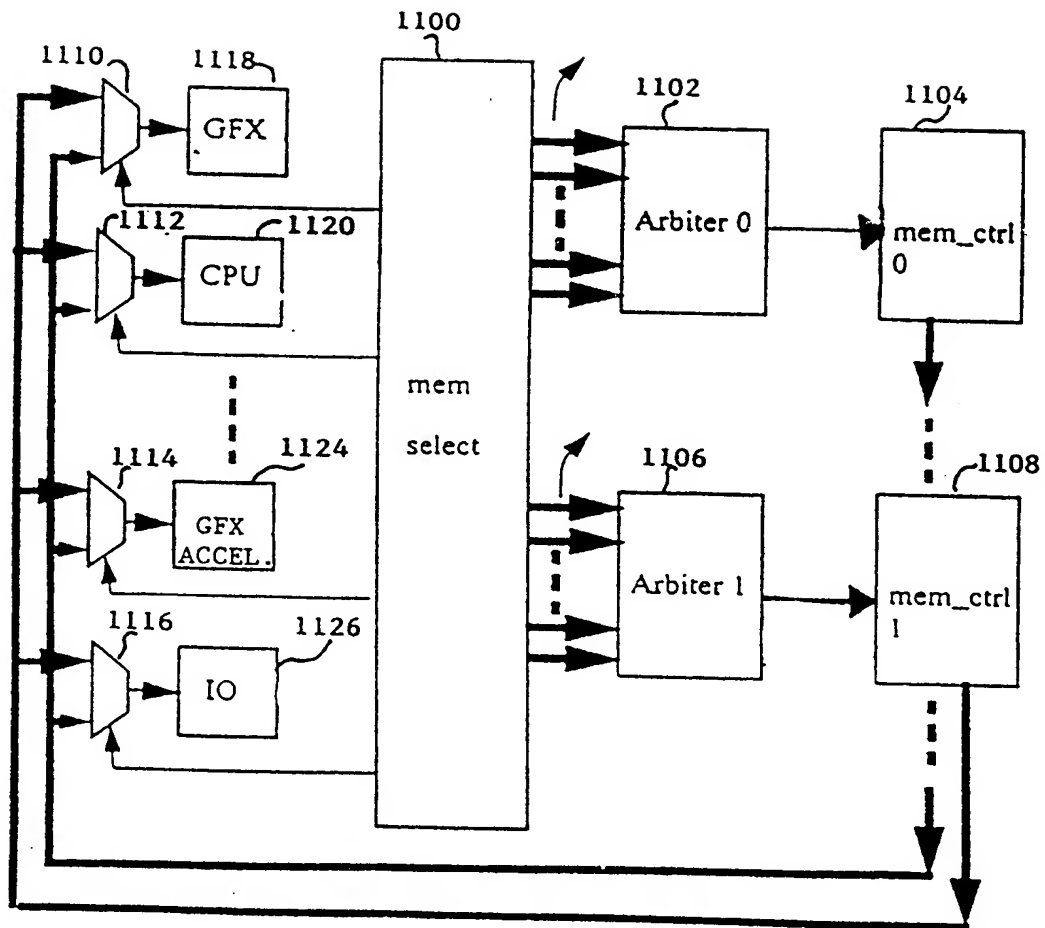 1100
1110
1118
GFX
1102
1104
Arbiter 0
mem_ctrl
0
1112
1120
CPU
mem
select
1114
1124
GFX
ACCEL.
1106
1108
Arbiter 1
mem_ctrl
1
1116
1126
IO